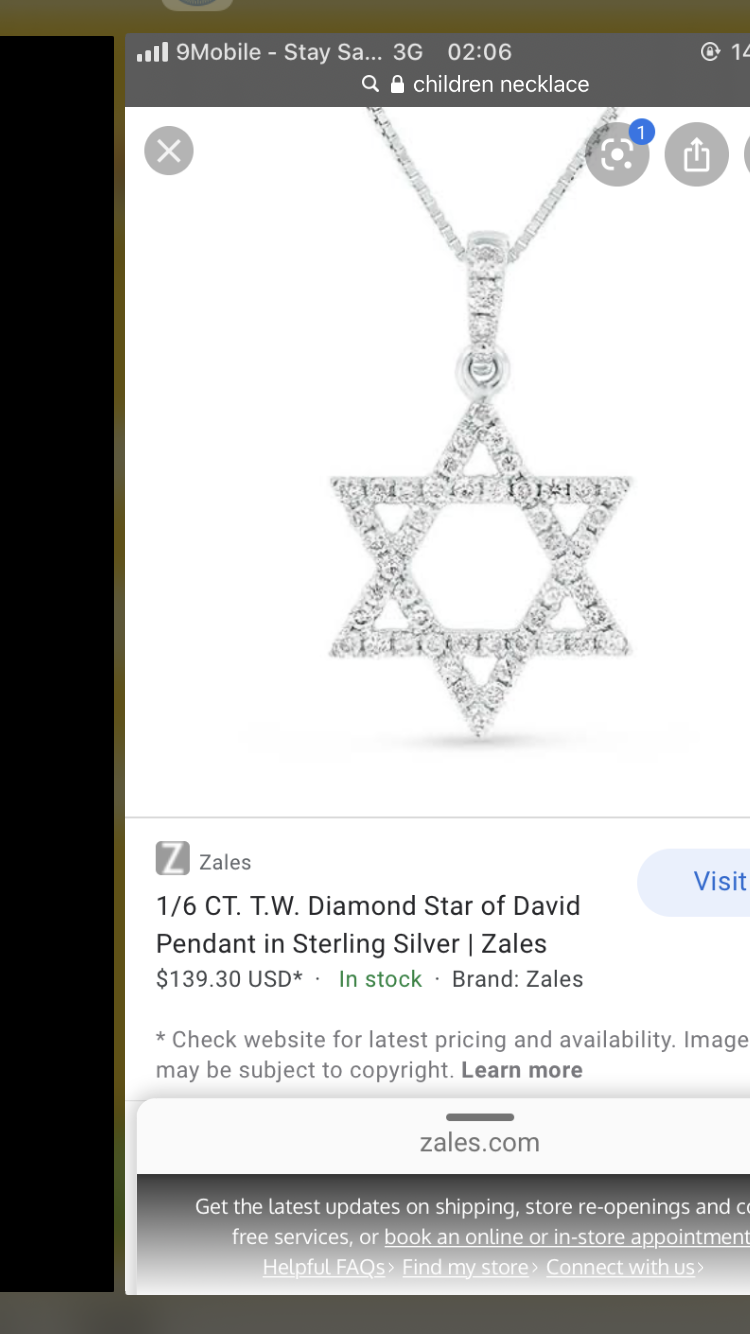 9Mobile - Stay Sa... 3G 02:06
children necklace
1
Z Zales
Visit
1/6 CT. T.W. Diamond Star of David
Pendant in Sterling Silver | Zales
$139.30 USD* · In stock · Brand: Zales
* Check website for latest pricing and availability. Image
may be subject to copyright. Learn more
zales.com
Get the latest updates on shipping, store re-openings and
free services, or book an online or in-store appointment
Helpful FAQs> Find my store> Connect with us>